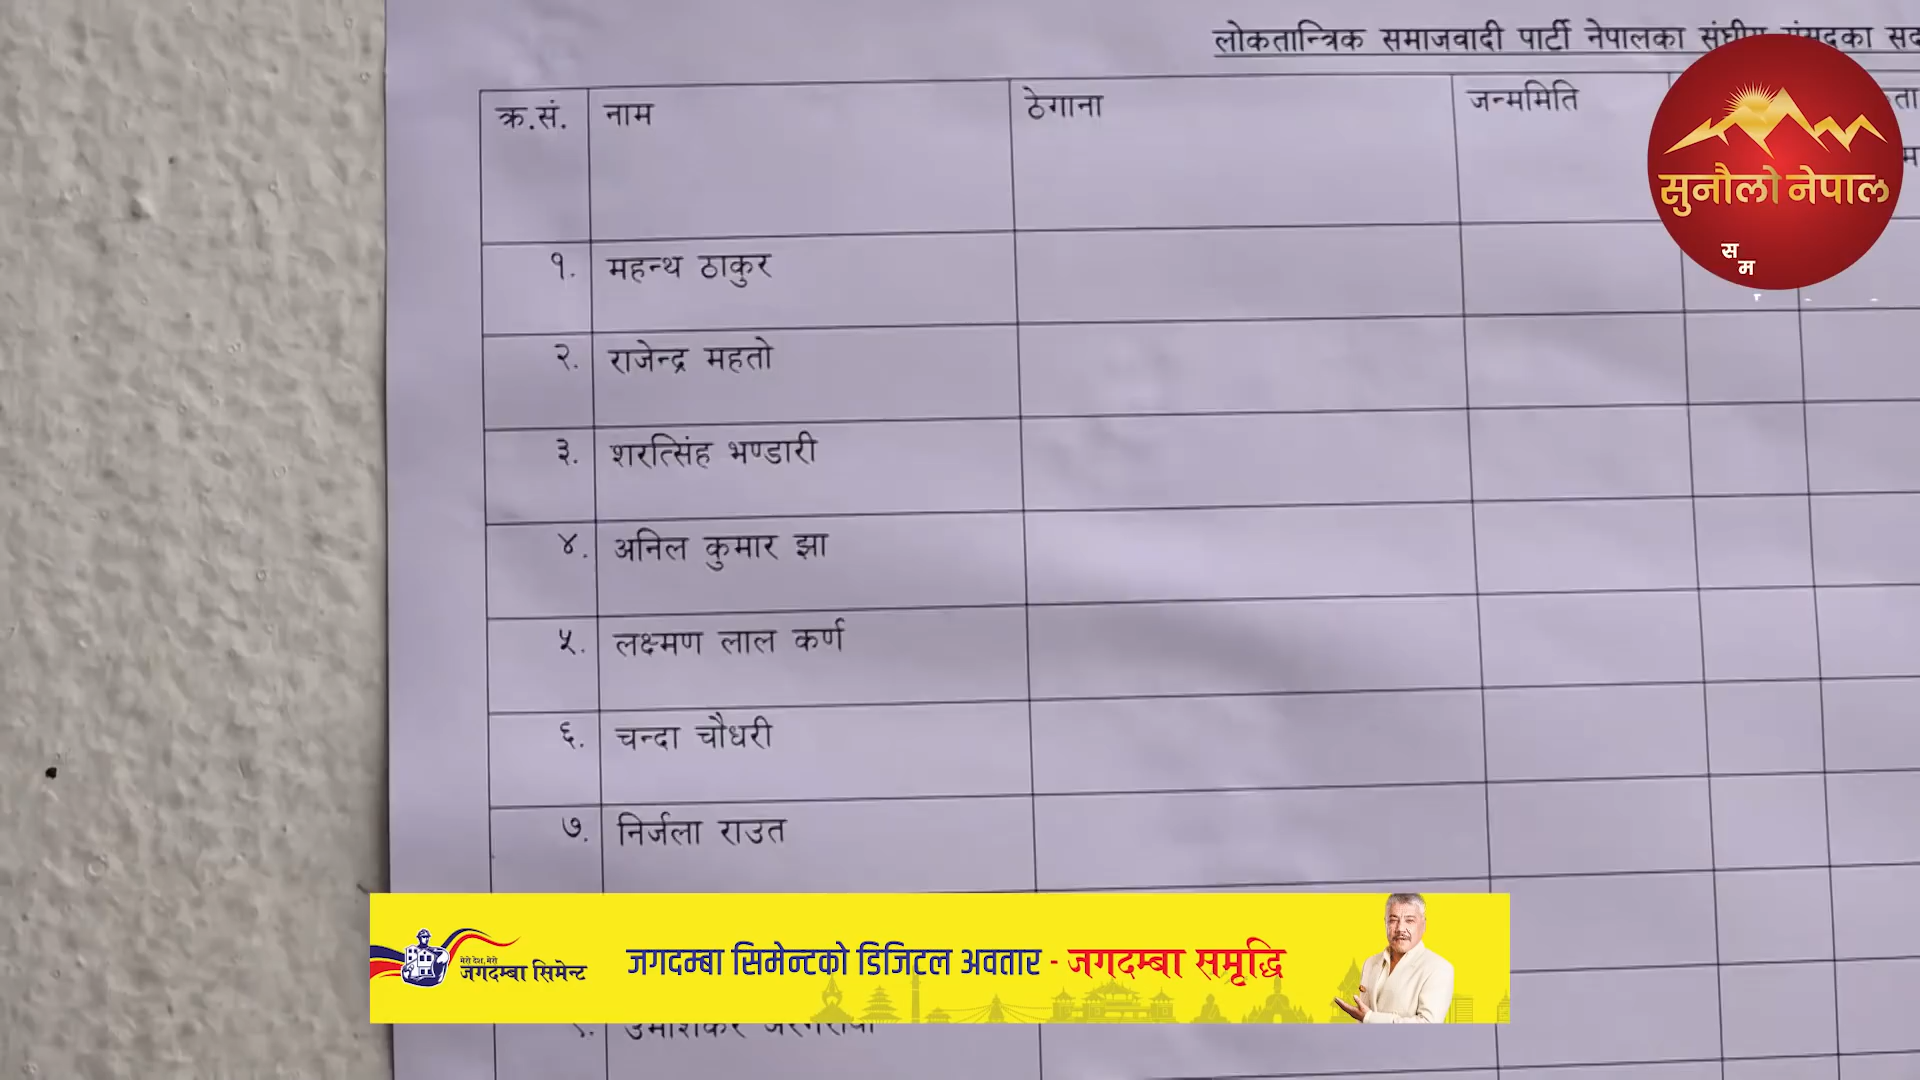 लोकतान्त्रिक समाजवादी पार्टी नेपालका संघीय संसदका
क्र.सं. नाम ठेगाना जन्ममिति
१. महन्थ ठाकुर
२. राजेन्द्र महतो
३. शरत्सिंह भण्डारी
४. अनिल कुमार झा
५. लक्ष्मण लाल कर्ण
६. चन्दा चौधरी
७. निर्जला राउत
सुनौलो नेपाल
स
म
मेरो देश, मेरो
जगदम्बा सिमेन्ट
जगदम्बा सिमेन्टको डिजिटल अवतार - जगदम्बा समृद्धि